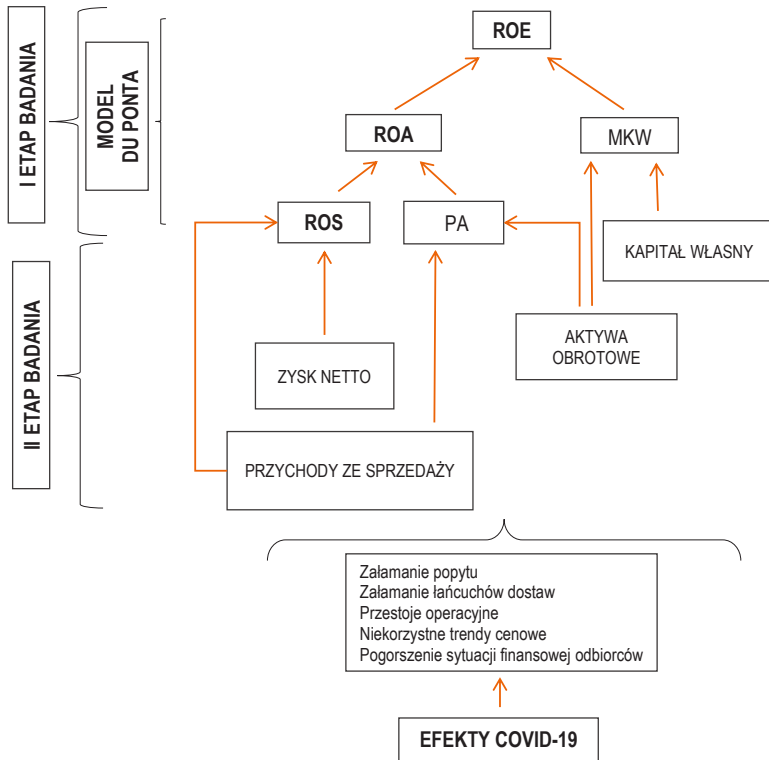 I ETAP BADANIA
MODEL
DU PONTA
ROE
ROA
MKW
ROS
PA
KAPITAŁ WŁASNY
II ETAP BADANIA
ZYSK NETTO
AKTYWA
OBROTOWE
PRZYCHODY ZE SPRZEDAŻY
Załamanie popytu
Załamanie łańcuchów dostaw
Przestoje operacyjne
Niekorzystne trendy cenowe
Pogorszenie sytuacji finansowej odbiorców
EFEKTY COVID-19